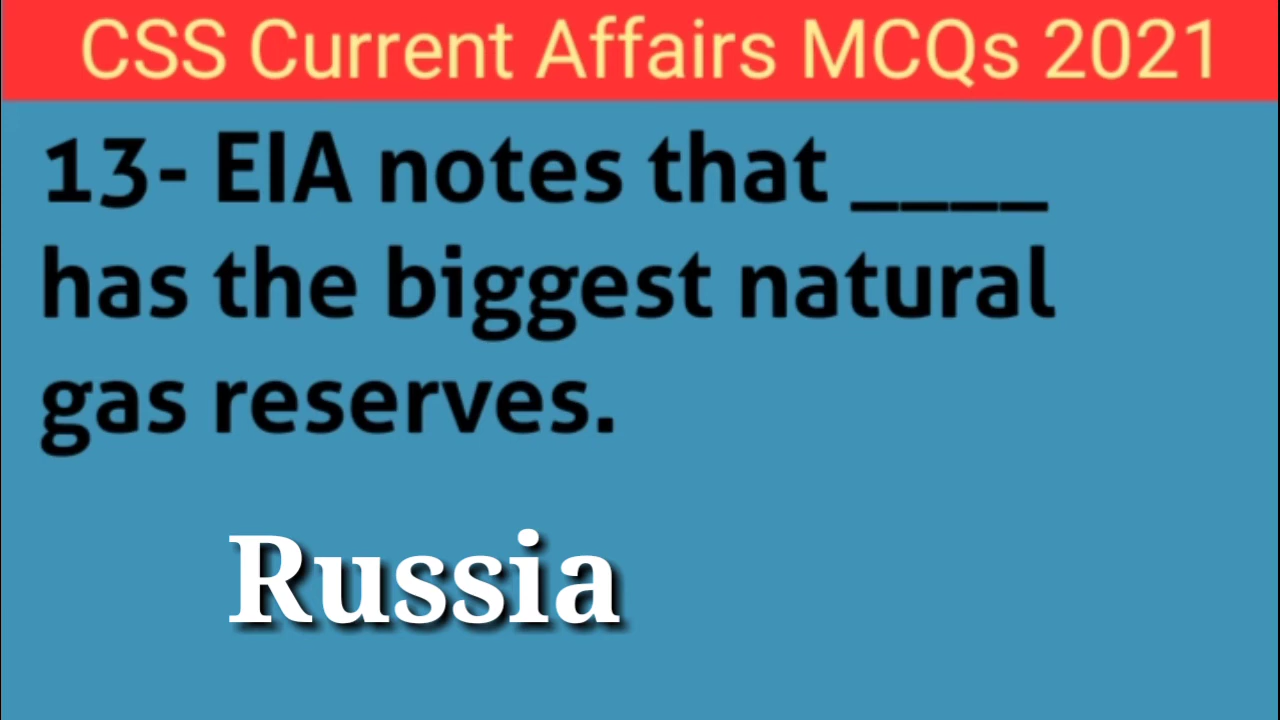 CSS Current Affairs MCQs 2021
13- EIA notes that ____
has the biggest natural
gas reserves.
Russia